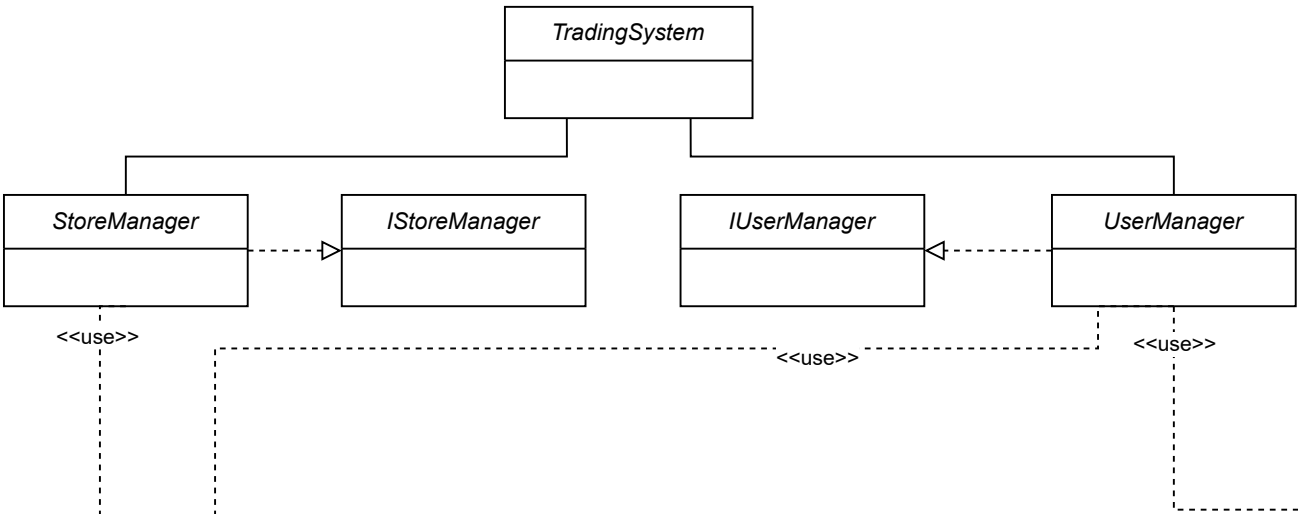 TradingSystem
StoreManager
IStoreManager
IUserManager
UserManager
<<use>>
<<use>>
<<use>>